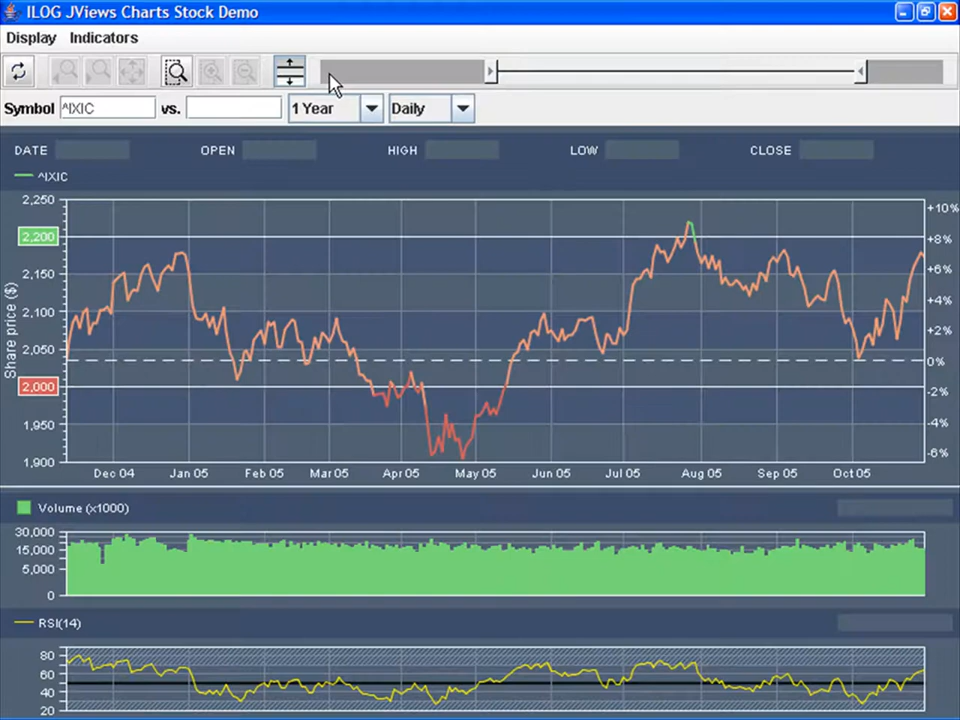 ILOG JViews Charts Stock Demo
Display Indicators
Symbol ^IXIC vs. 1 Year Daily
DATE OPEN HIGH LOW CLOSE
^IXIC
2,250
+10%
2,200
+8%
2,150
+6%
2,100
+4%
+2%
2,050
0%
2,000
-2%
1,950
-4%
-6%
1,900
Share price ($)
Dec 04 Jan 05 Feb 05 Mar 05 Apr 05 May 05 Jun 05 Jul 05 Aug 05 Sep 05 Oct 05
Volume (x1000)
30,000
15,000
5,000
0
RSI(14)
80
60
40
20